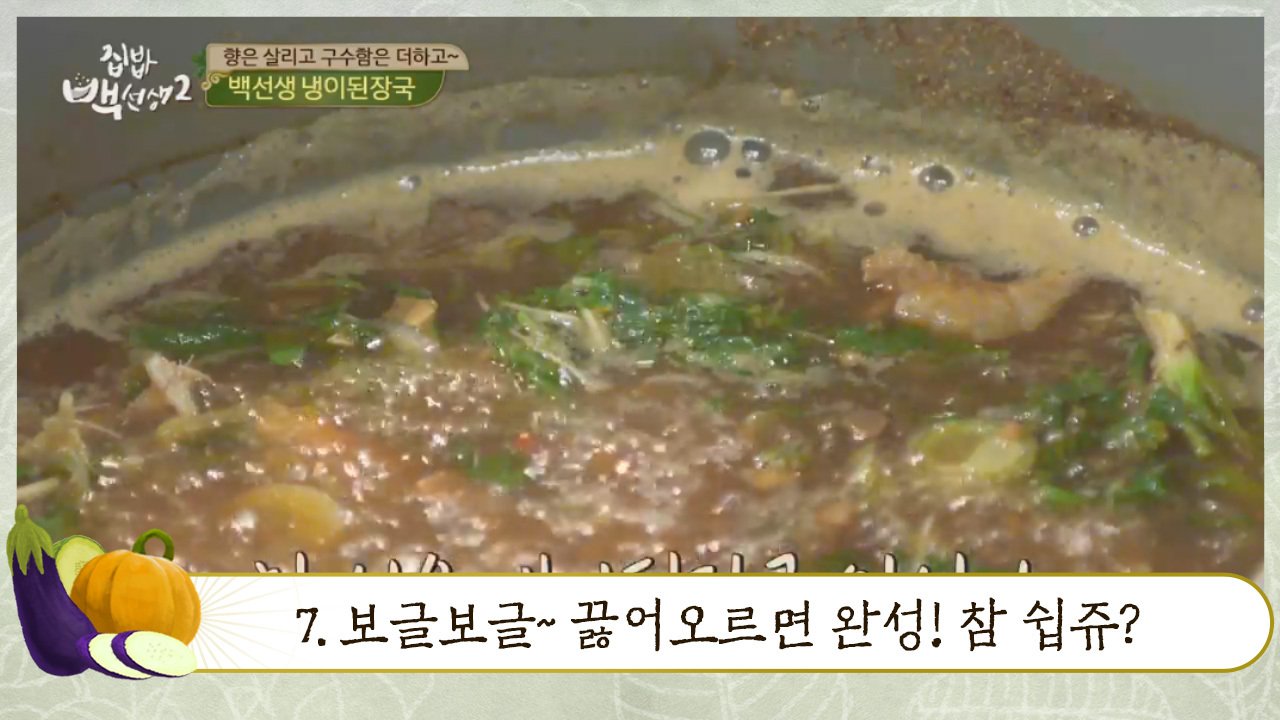 집밥
백선생2
향은 살리고 구수함은 더하고~
백선생 냉이된장국
7. 보글보글~ 끓어오르면 완성! 참 쉽쥬?